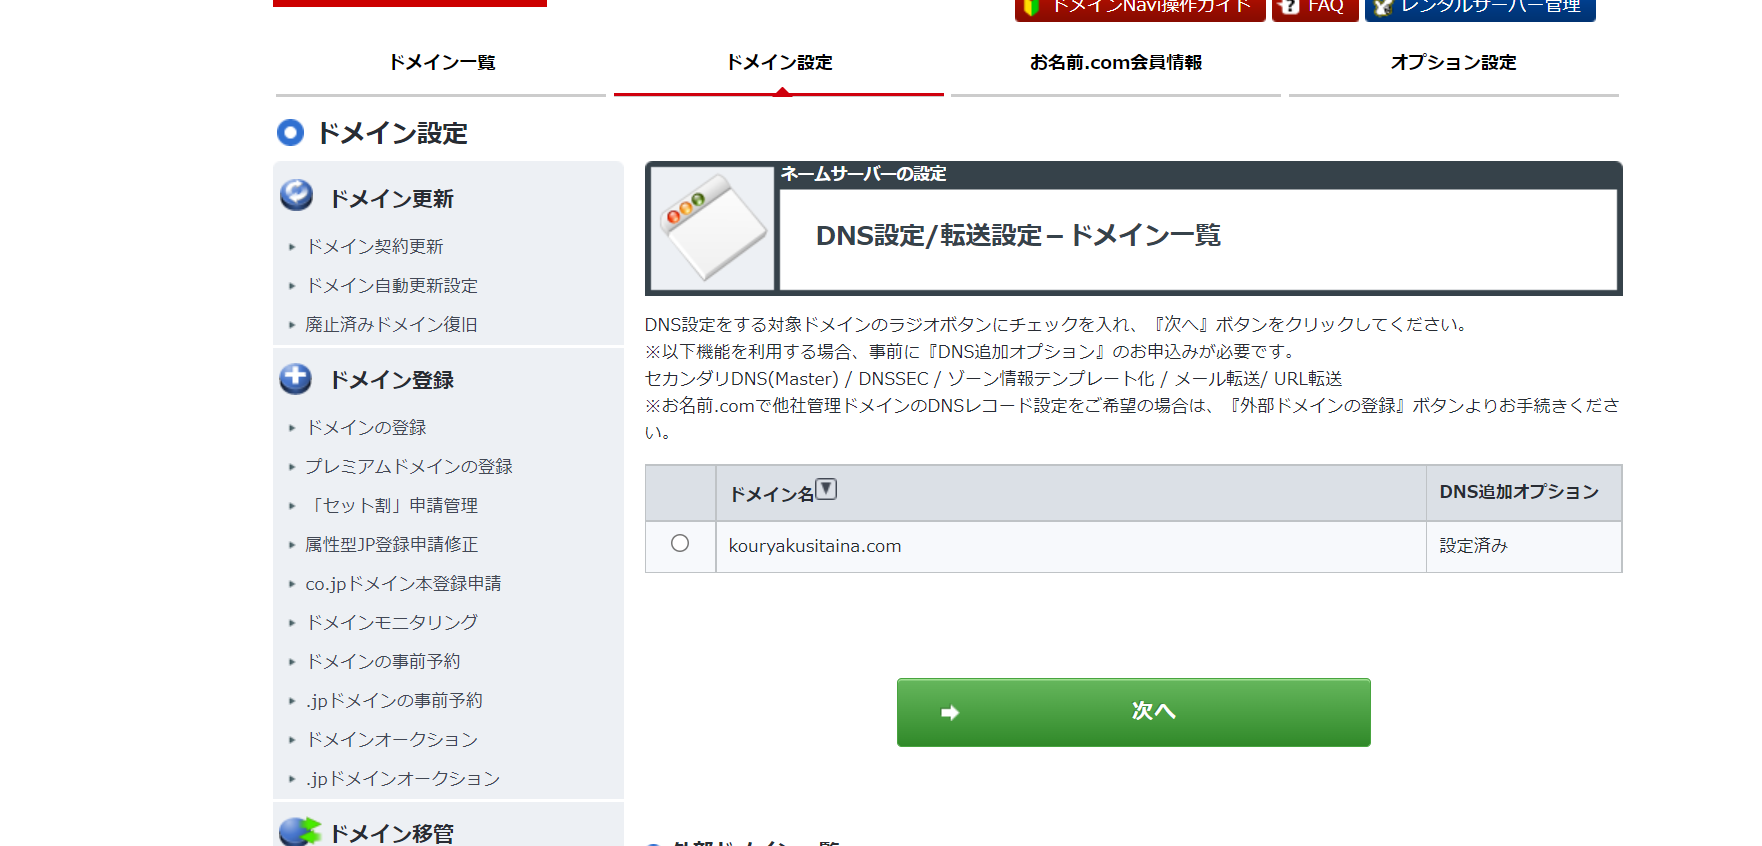 ドメインNavi操作ガイド
FAQ
レンタルサーバー管理
ドメイン一覧
ドメイン設定
お名前.com会員情報
オプション設定
ドメイン設定
ドメイン更新
ドメイン契約更新
ドメイン自動更新設定
廃止済みドメイン復旧
ドメイン登録
ドメインの登録
プレミアムドメインの登録
「セット割」申請管理
属性型JP登録申請修正
co.jpドメイン本登録申請
ドメインモニタリング
ドメインの事前予約
.jpドメインの事前予約
ドメインオークション
.jpドメインオークション
ドメイン移管
ネームサーバーの設定
DNS設定/転送設定－ドメイン一覧
DNS設定をする対象ドメインのラジオボタンにチェックを入れ、『次へ』ボタンをクリックしてください。
※以下機能を利用する場合、事前に『DNS追加オプション』のお申込みが必要です。
セカンダリDNS(Master) / DNSSEC / ゾーン情報テンプレート化 / メール転送/ URL転送
※お名前.comで他社管理ドメインのDNSレコード設定をご希望の場合は、『外部ドメインの登録』ボタンよりお手続きくださ
い。
ドメイン名▼
DNS追加オプション
kouryakusitaina.com
設定済み
次へ
外部ドメイン一覧